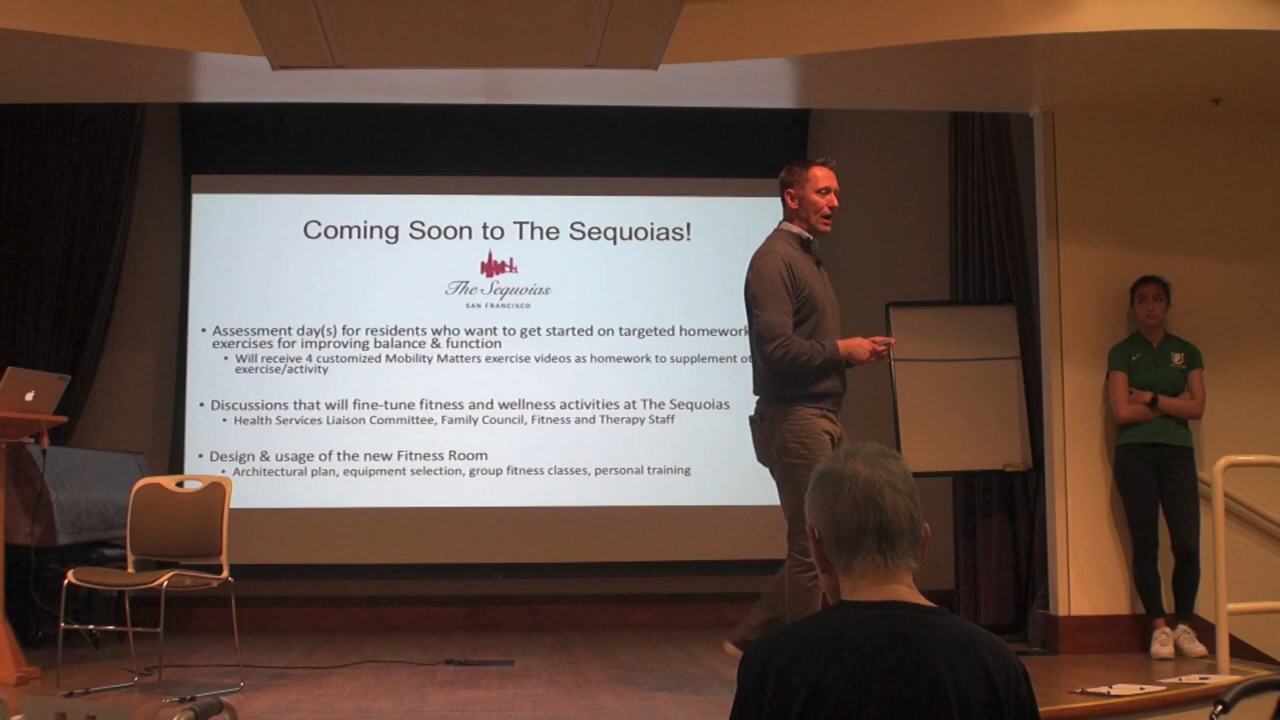 Coming Soon to The Sequoias!
The Sequoias
SAN FRANCISCO
• Assessment day(s) for residents who want to get started on targeted homework
exercises for improving balance & function
• Will receive 4 customized Mobility Matters exercise videos as homework to supplement
exercise/activity
• Discussions that will fine-tune fitness and wellness activities at The Sequoias
• Health Services Liaison Committee, Family Council, Fitness and Therapy Staff
• Design & usage of the new Fitness Room
• Architectural plan, equipment selection, group fitness classes, personal training